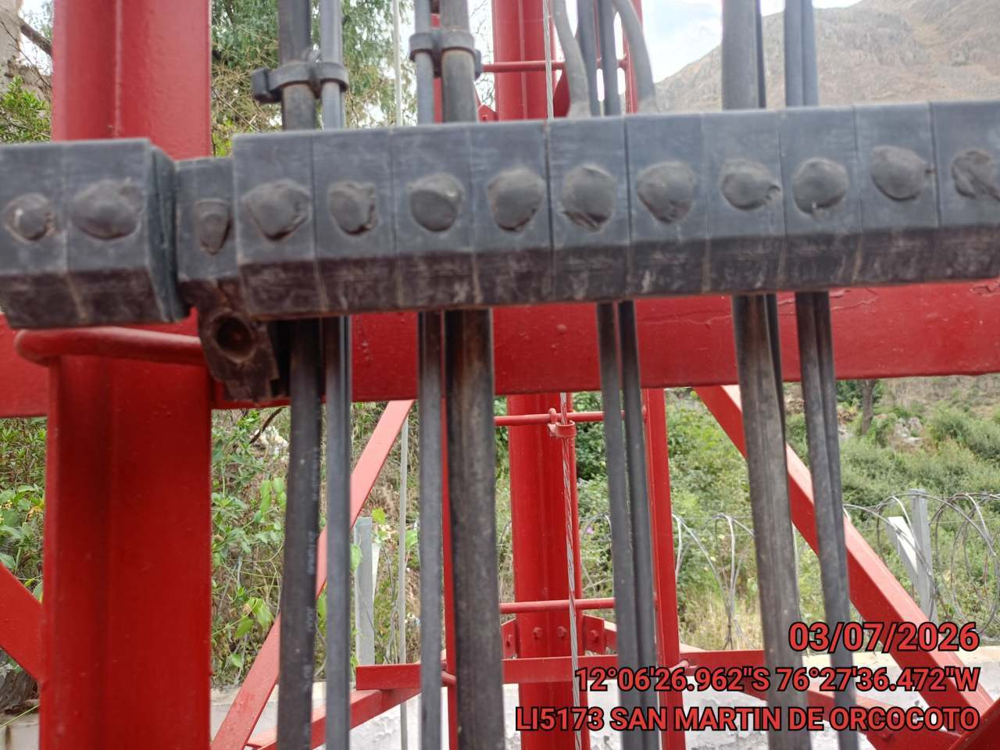 03/07/2026
12°06'26.962"S 76°27'36.472"W
LI5173 SAN MARTIN DE ORCOCOTO